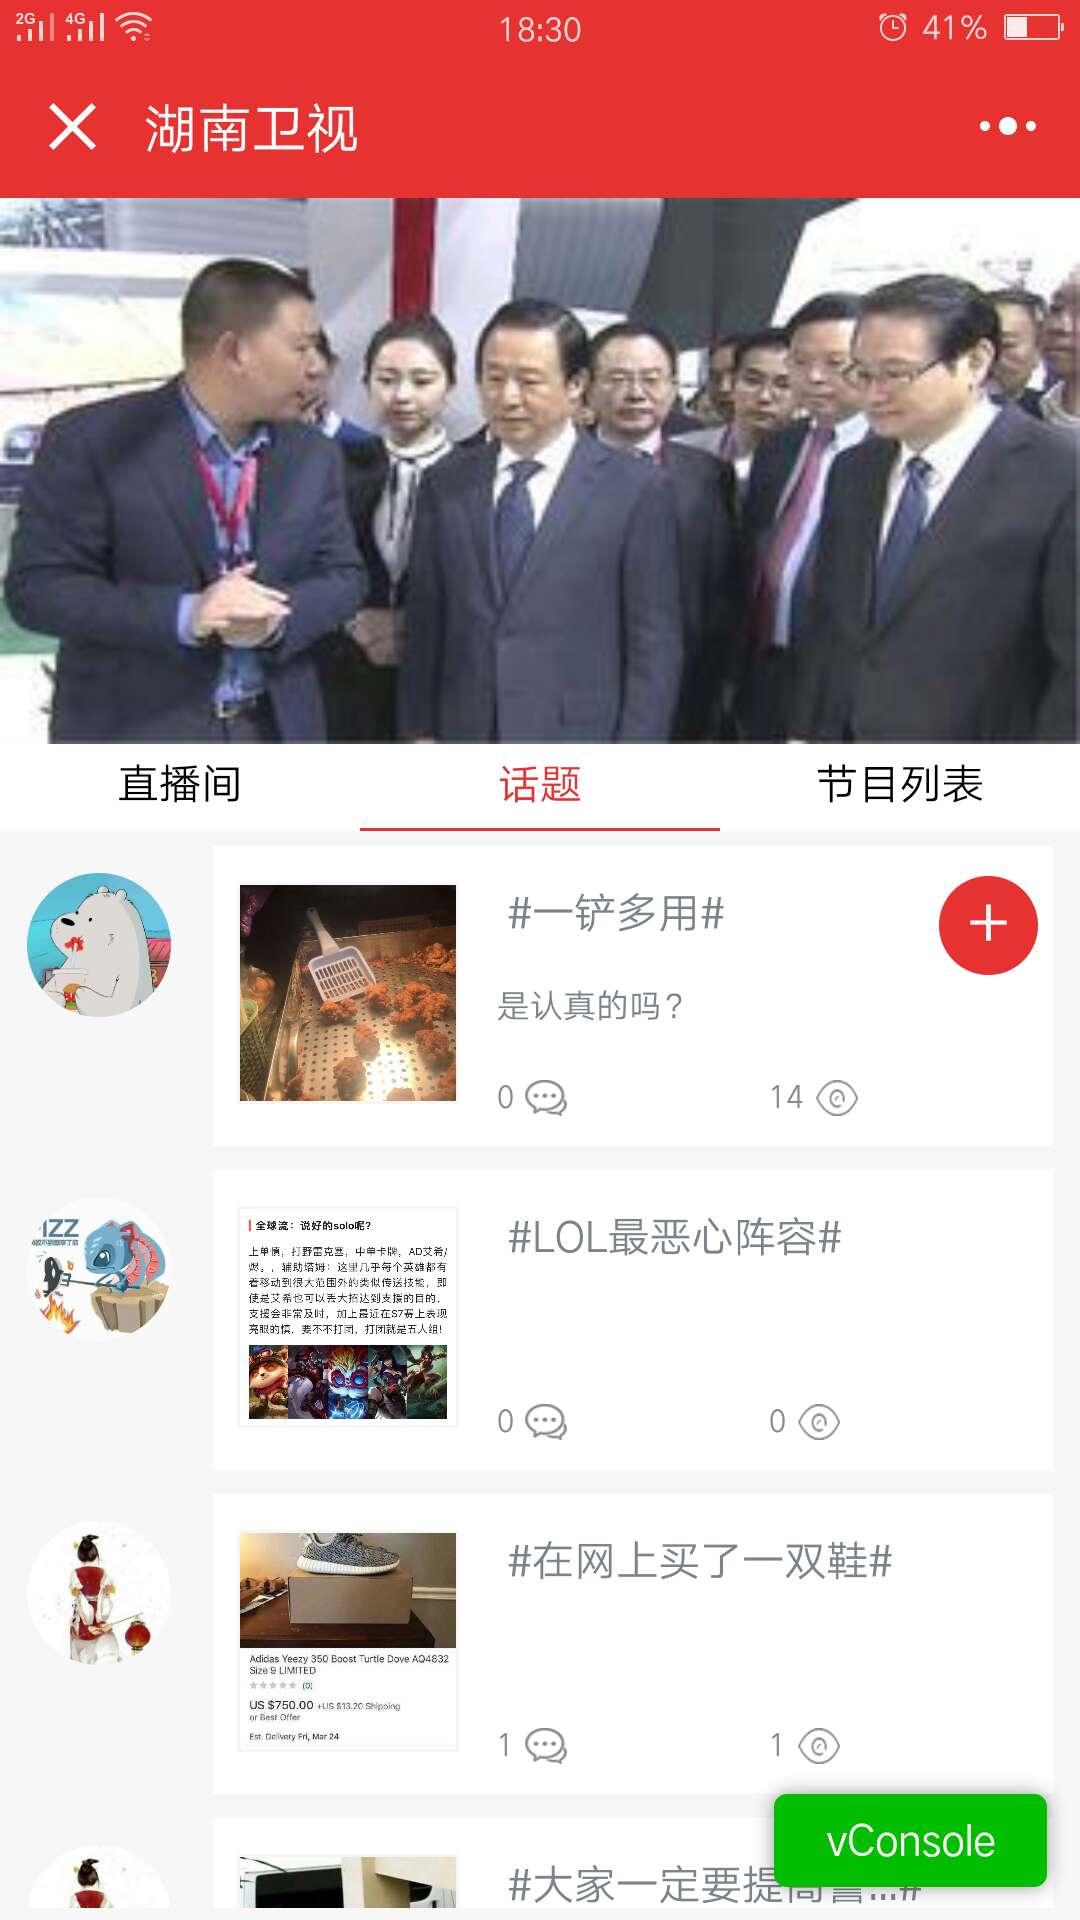 2G 4G 18:30 41%
湖南卫视
直播间 话题 节目列表
#一铲多用#
是认真的吗？
0 14
IZZ
#LOL最恶心阵容#
全球流：说好的solo呢?
上单慎，打野雷克塞，中单卡牌，AD艾希/
烬。，辅助塔姆：这里几乎每个英雄都有
着移动到很大范围外的类似传送技能，即
使是艾希也可以丢大招达到支援的目的，
支援会非常及时，加上最近在S7赛上表现
亮眼的慎，要不不打团，打团就是五人组!
0 0
#在网上买了一双鞋#
Adidas Yeezy 350 Boost Turtle Dove AQ4832
Size 9 LIMITED
(0)
US $750.00 +US $13.20 Shipping
or Best Offer
Est. Delivery Fri, Mar 24
1 1
vConsole
#大家一定要提高警...#